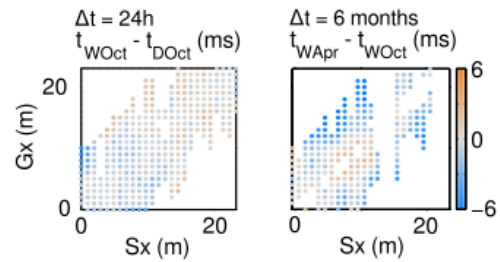 Δt = 24h
t_WOct - t_DOct (ms)
Δt = 6 months
t_WApr - t_WOct (ms)
Gx (m)
20
0
0
20
Sx (m)
0
20
Sx (m)
6
0
−6